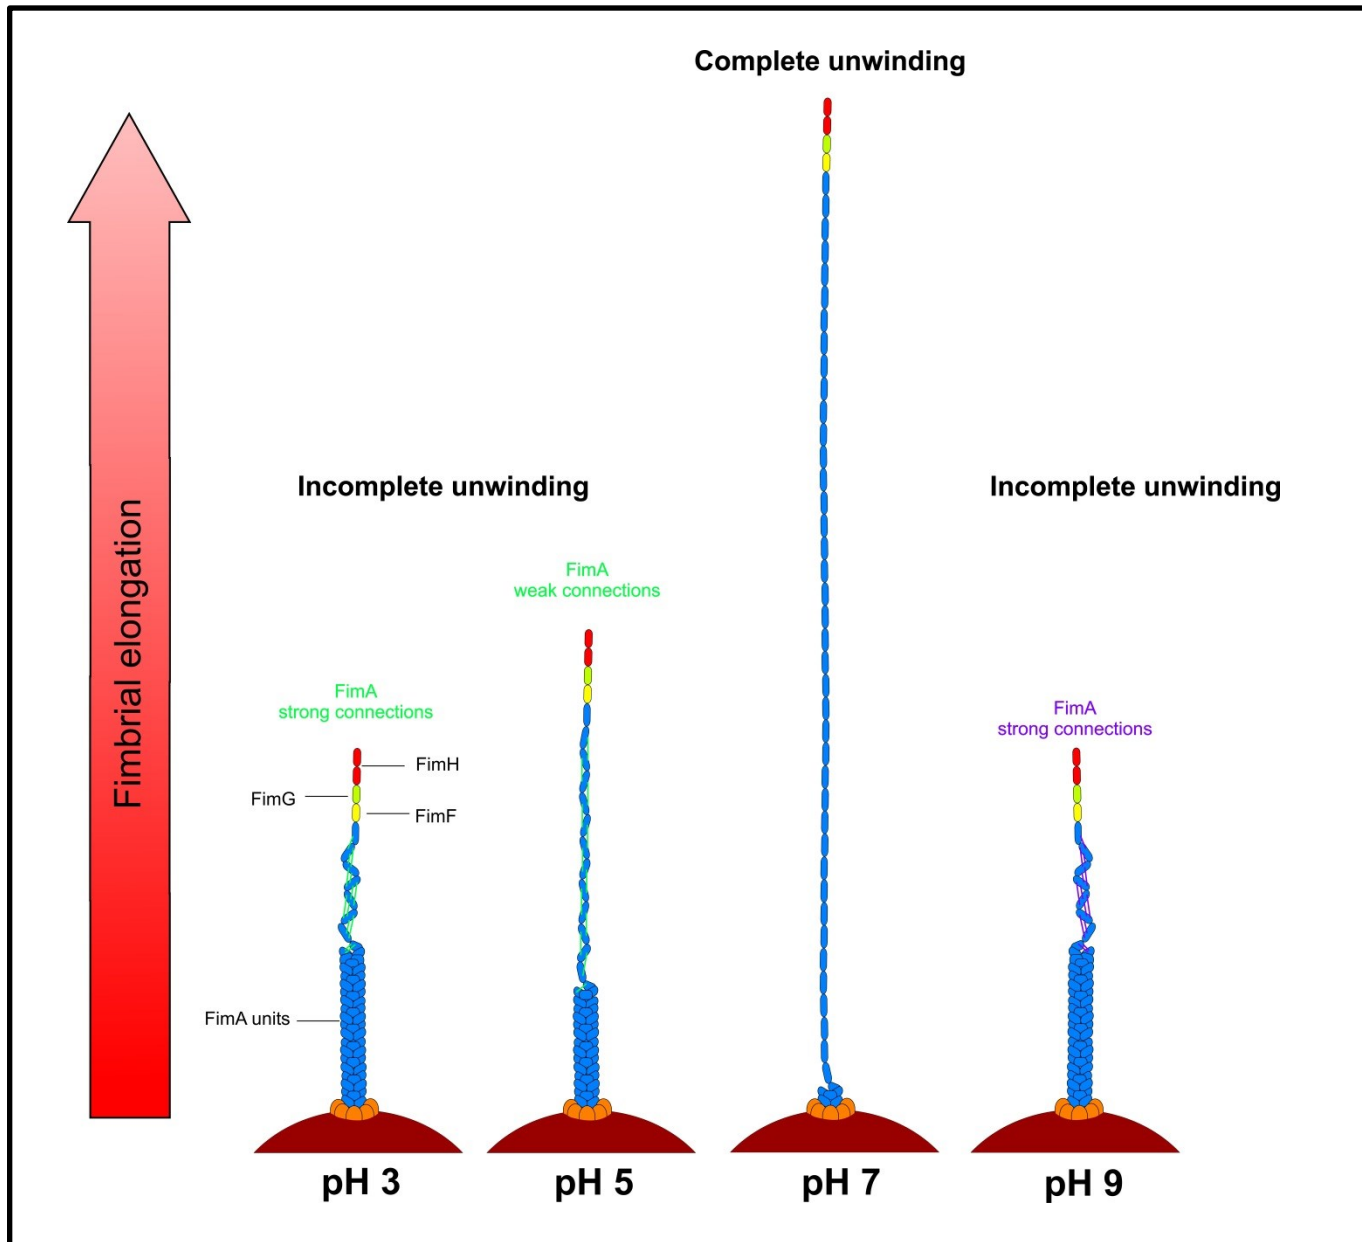 Complete unwinding
Fimbrial elongation
Incomplete unwinding
Incomplete unwinding
FimA
weak connections
FimA
strong connections
FimA
strong connections
FimH
FimG
FimF
FimA units
pH 3
pH 5
pH 7
pH 9